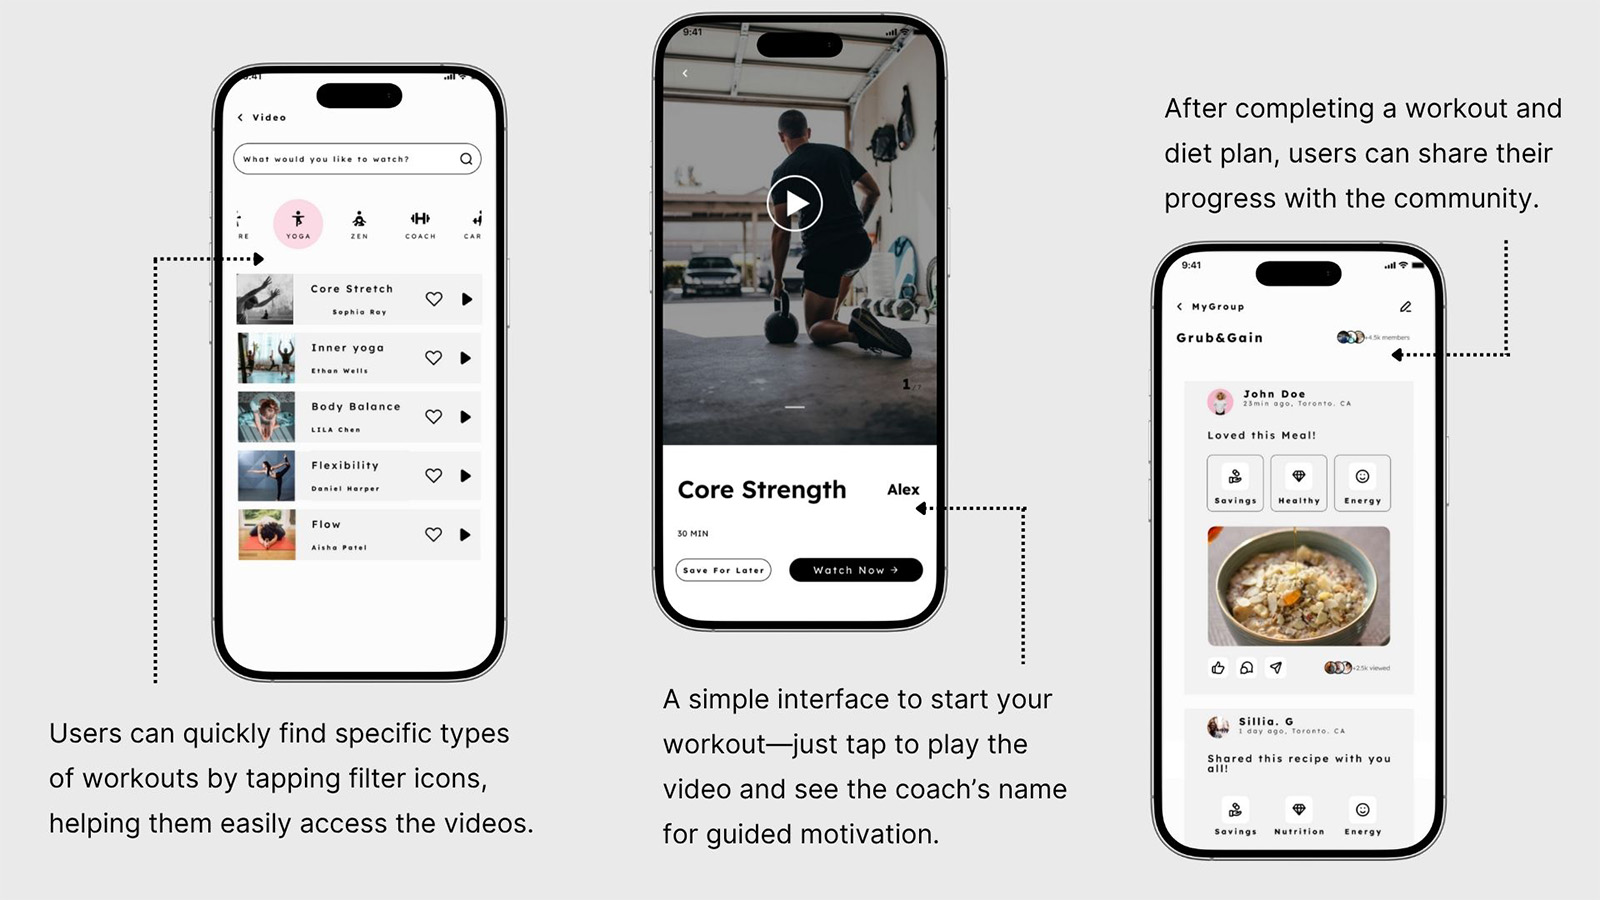 9:41
Video
What would you like to watch?
RE
YOGA
ZEN
COACH
CAR
Core Stretch
Sophia Ray
Inner yoga
Ethan Wells
Body Balance
LILA Chen
Flexibility
Daniel Harper
Flow
Aisha Patel
Users can quickly find specific types
of workouts by tapping filter icons,
helping them easily access the videos.
9:41
1/7
Core Strength
Alex
30 MIN
Save For Later
Watch Now →
A simple interface to start your
workout—just tap to play the
video and see the coach’s name
for guided motivation.
After completing a workout and
diet plan, users can share their
progress with the community.
9:41
MyGroup
Grub&Gain
+4.5k members
John Doe
23min ago, Toronto. CA
Loved this Meal!
Savings
Healthy
Energy
+2.5k viewed
Sillia. G
1 day ago, Toronto. CA
Shared this recipe with you
all!
Savings
Nutrition
Energy